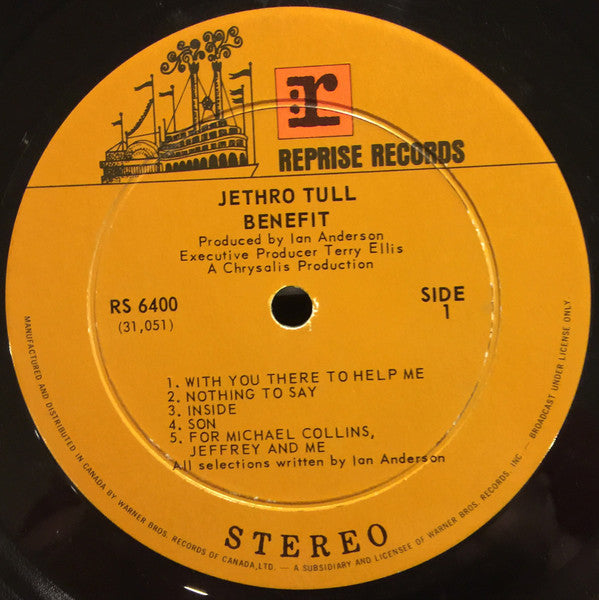 :r
REPRISE RECORDS
JETHRO TULL
BENEFIT
Produced by Ian Anderson
Executive Producer Terry Ellis
A Chrysalis Production
RS 6400
(31,051)
SIDE
1
1. WITH YOU THERE TO HELP ME
2. NOTHING TO SAY
3. INSIDE
4. SON
5. FOR MICHAEL COLLINS,
JEFFREY AND ME
All selections written by Ian Anderson
STEREO
MANUFACTURED AND DISTRIBUTED IN CANADA BY WARNER BROS. RECORDS OF CANADA, LTD. — A SUBSIDIARY AND LICENSEE OF WARNER BROS. RECORDS INC — BROADCAST UNDER LICENSE ONLY.